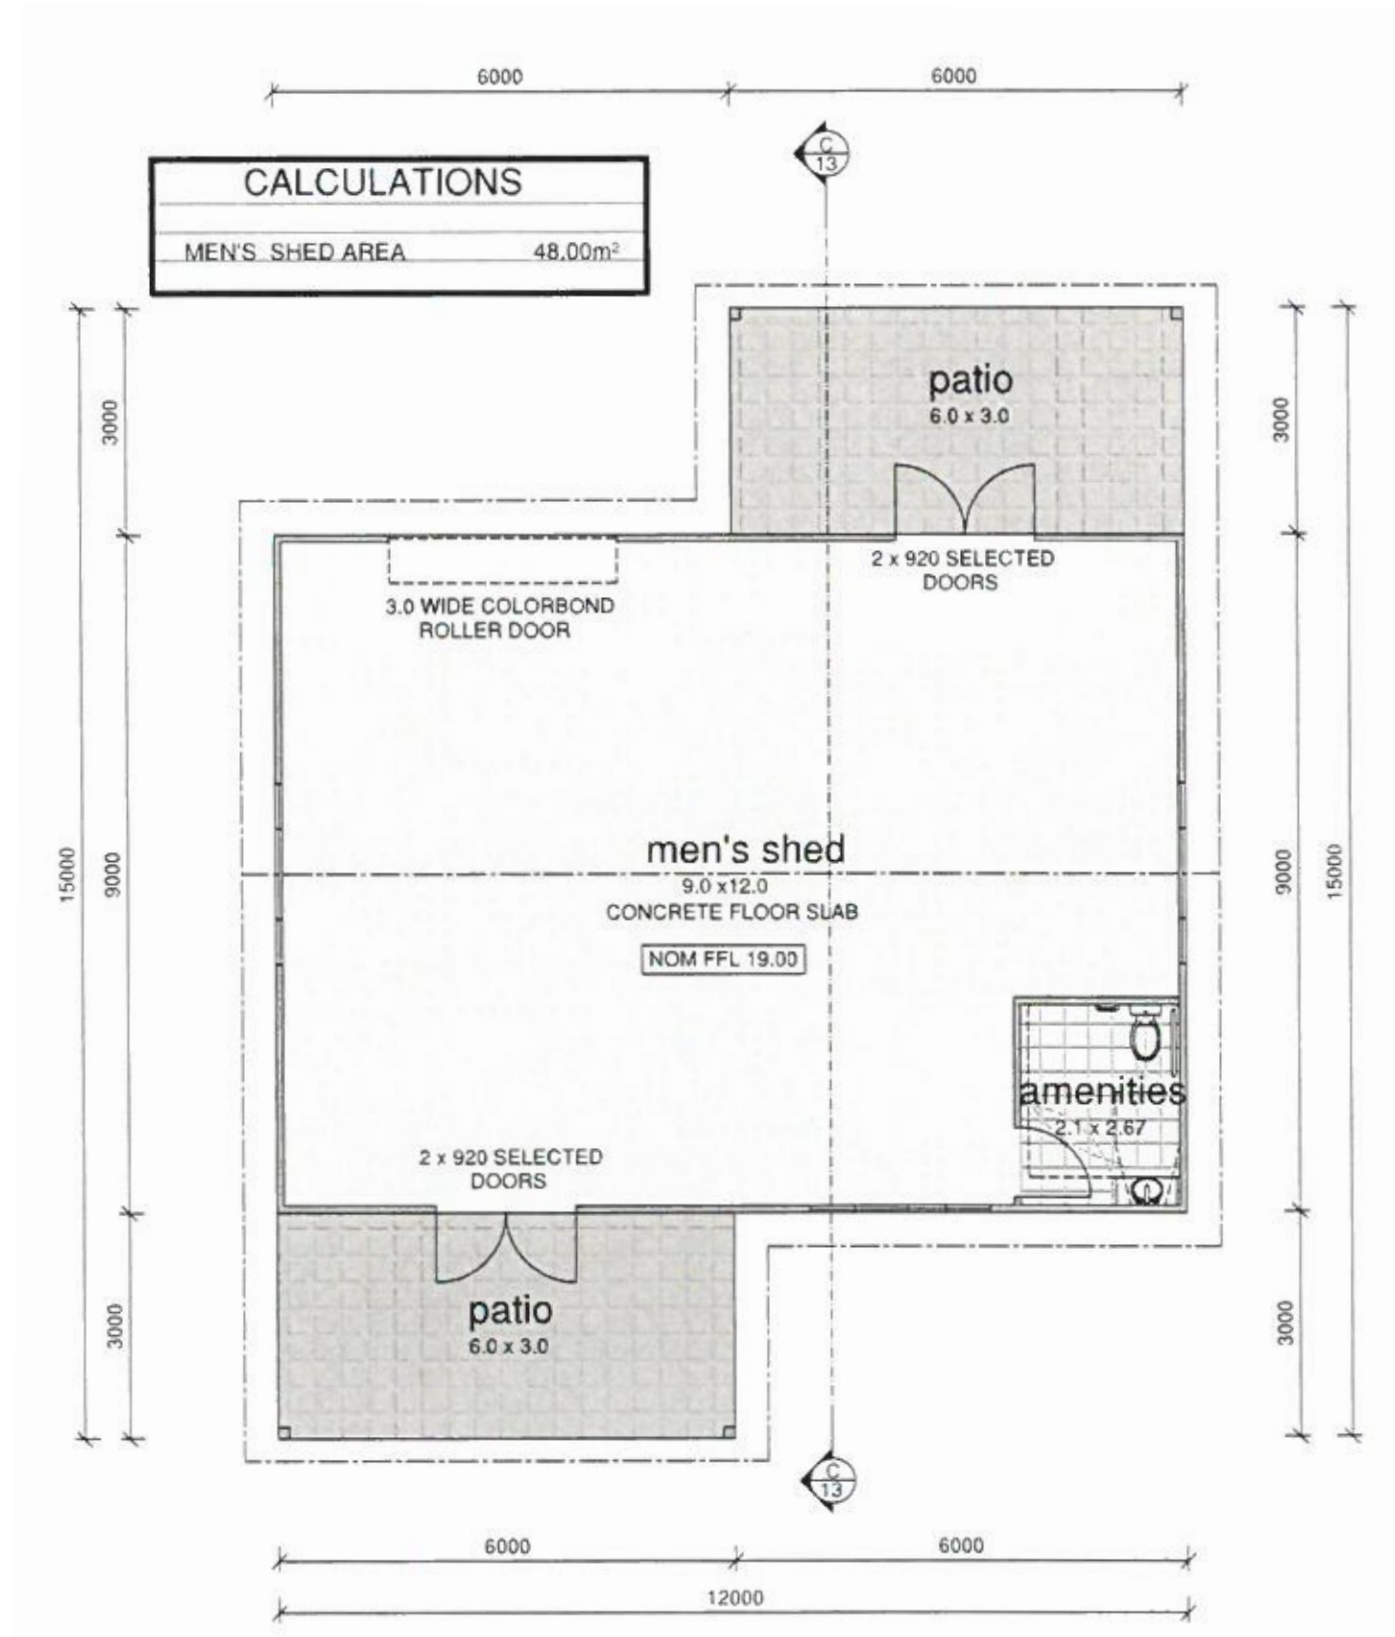 6000 6000
C
13
CALCULATIONS
MEN'S SHED AREA 48.00m²
patio
6.0 x 3.0
3000
3000
2 x 920 SELECTED
DOORS
3.0 WIDE COLORBOND
ROLLER DOOR
men's shed
9.0 x12.0
CONCRETE FLOOR SLAB
NOM FFL 19.00
15000
9000
9000
15000
amenities
2.1 x 2.67
2 x 920 SELECTED
DOORS
patio
6.0 x 3.0
3000
3000
C
13
6000 6000
12000